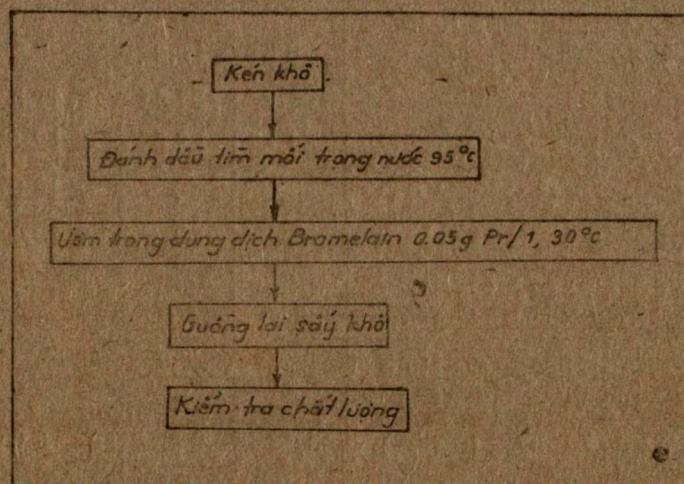 Kén khô
Đánh dấu tìm mối trong nước 95°c
Ươm trong dung dịch Bromelain 0.05g Pr/1, 30°c
Guồng lại sấy khô
Kiểm tra chất lượng